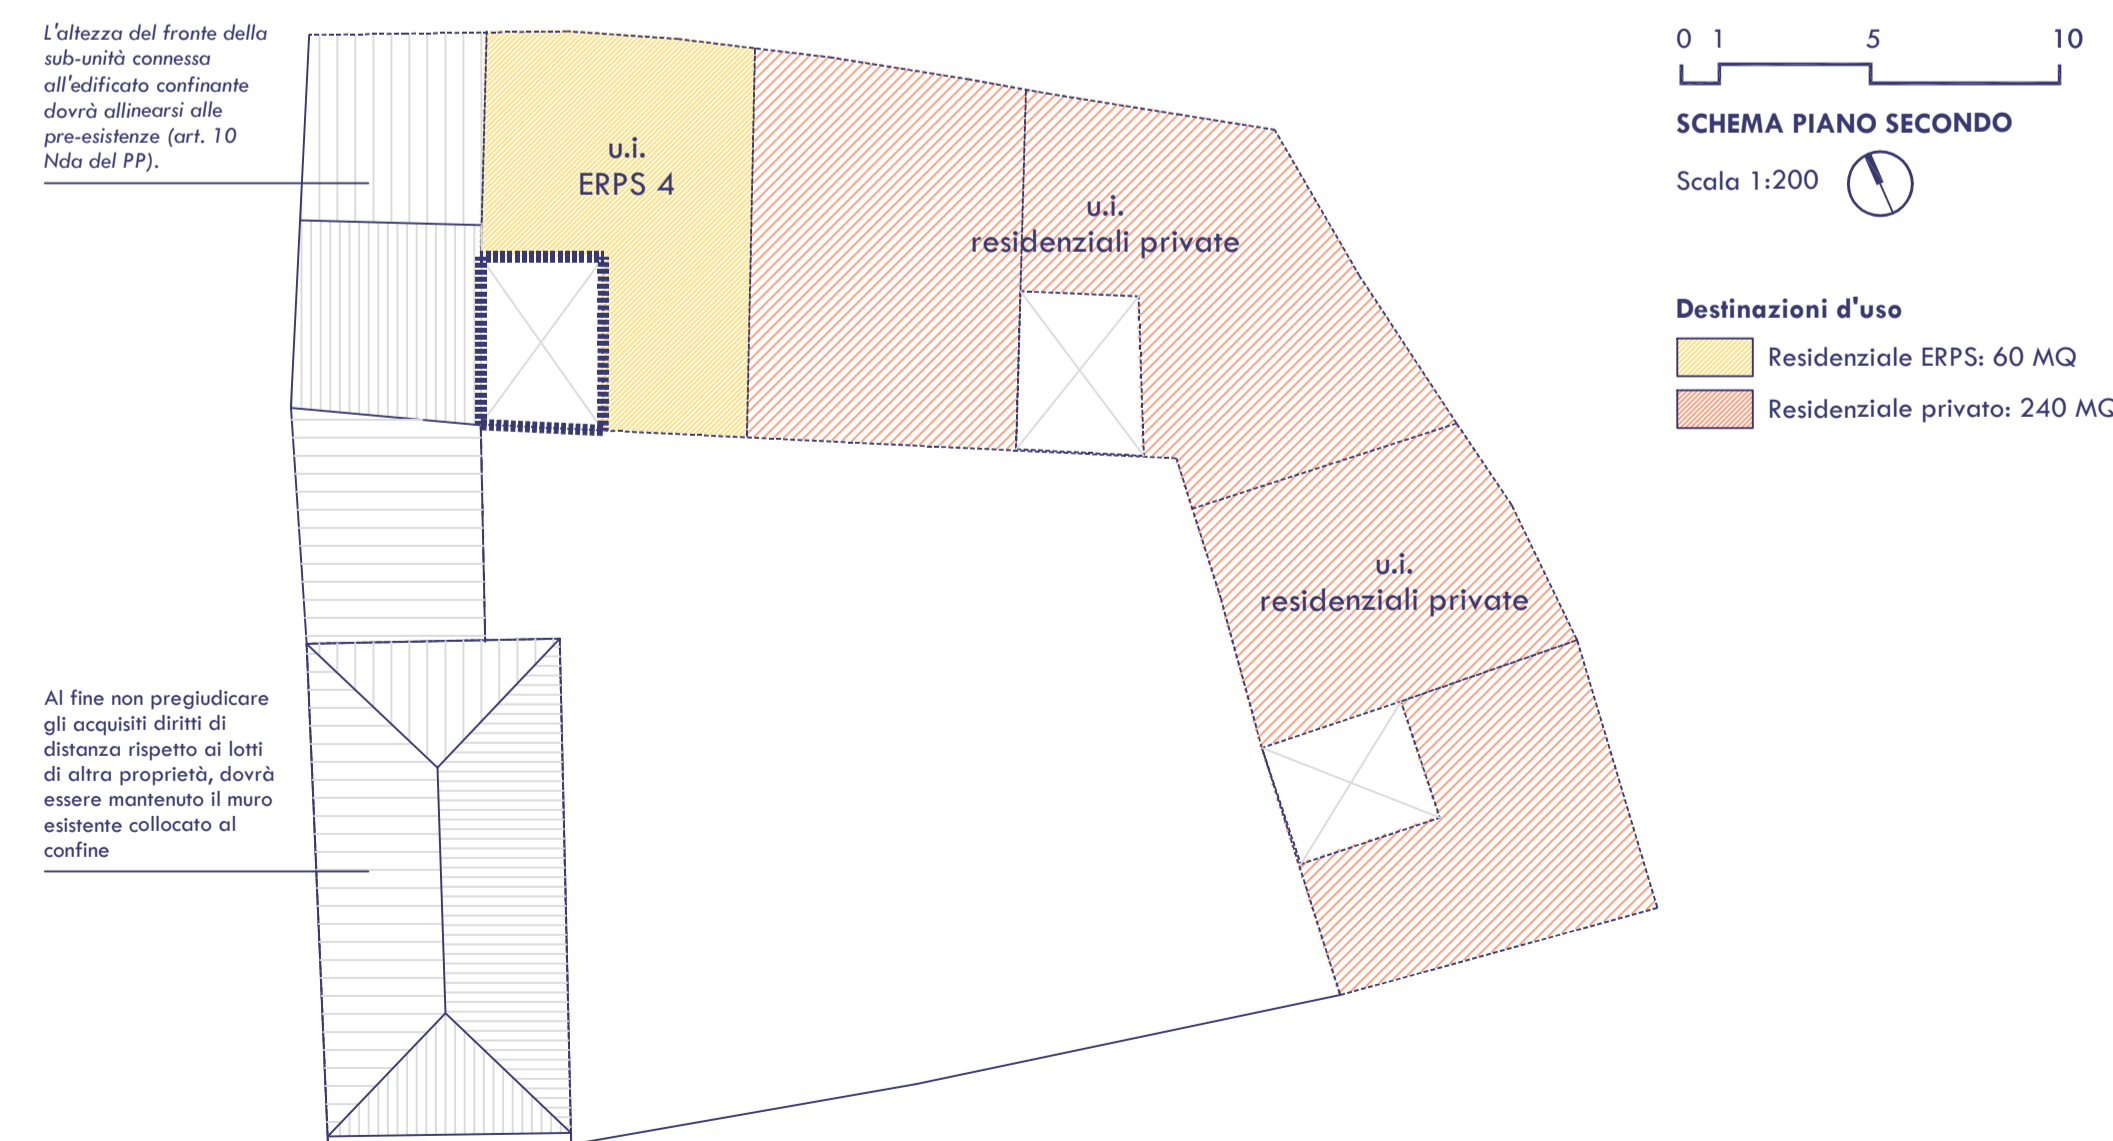 L'altezza del fronte della
sub-unità connessa
all'edificato confinante
dovrà allinearsi alle
pre-esistenze (art. 10
Nda del PP).
u.i.
ERPS 4
u.i.
residenziali private
u.i.
residenziali private
Al fine non pregiudicare
gli acquisiti diritti di
distanza rispetto ai lotti
di altra proprietà, dovrà
essere mantenuto il muro
esistente collocato al
confine
0 1 5 10
SCHEMA PIANO SECONDO
Scala 1:200
Destinazioni d'uso
Residenziale ERPS: 60 MQ
Residenziale privato: 240 MQ